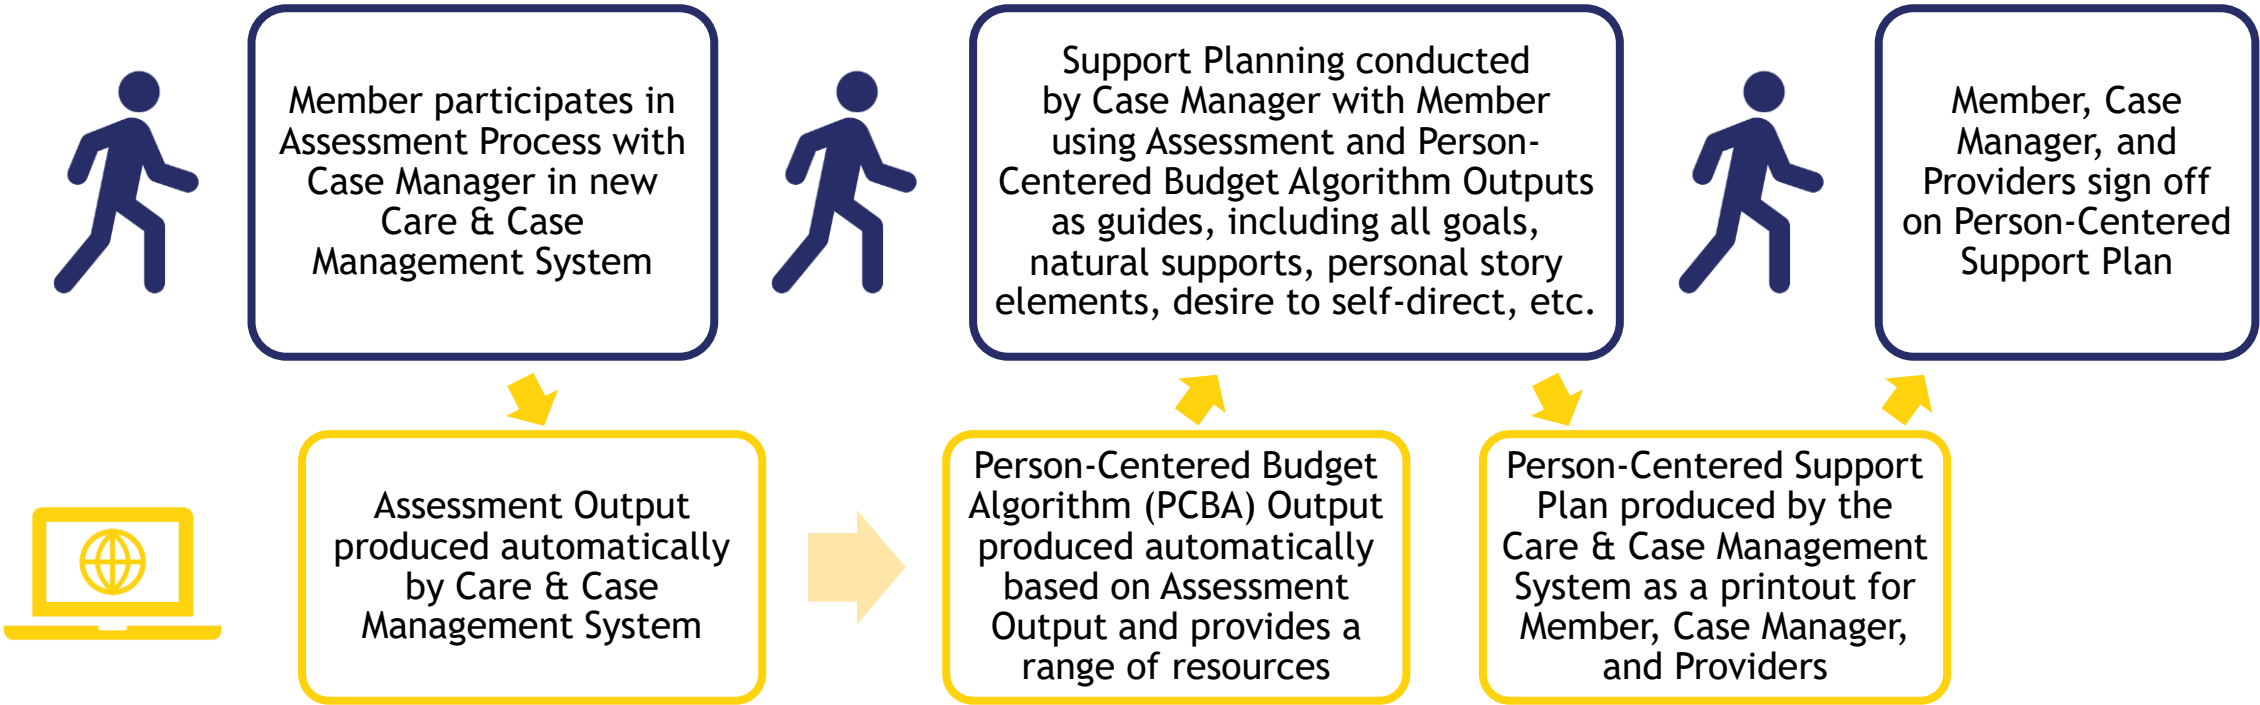 Member participates in
Assessment Process with
Case Manager in new
Care & Case
Management System
Support Planning conducted
by Case Manager with Member
using Assessment and Person-
Centered Budget Algorithm Outputs
as guides, including all goals,
natural supports, personal story
elements, desire to self-direct, etc.
Member, Case
Manager, and
Providers sign off
on Person-Centered
Support Plan
Assessment Output
produced automatically
by Care & Case
Management System
Person-Centered Budget
Algorithm (PCBA) Output
produced automatically
based on Assessment
Output and provides a
range of resources
Person-Centered Support
Plan produced by the
Care & Case Management
System as a printout for
Member, Case Manager,
and Providers